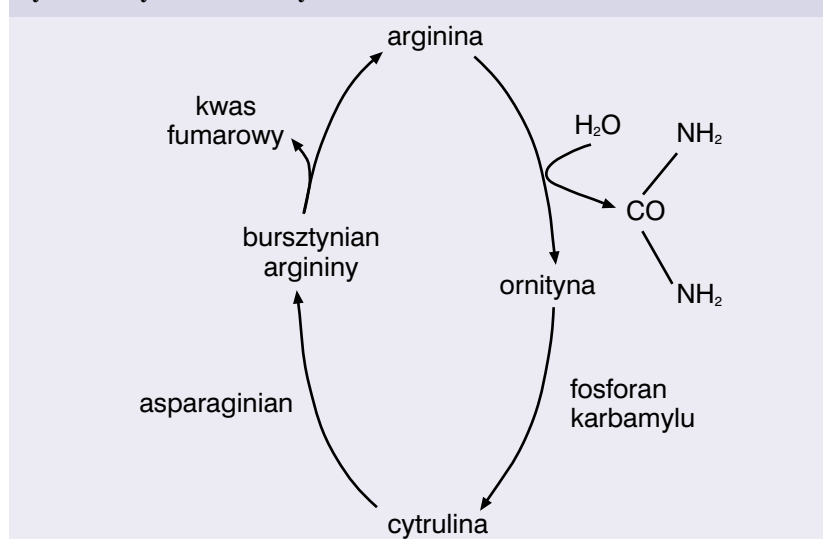 arginina
kwas
fumarowy
H₂O
NH₂
CO
bursztynian
argininy
ornityna
NH₂
asparaginian
fosforan
karbamylu
cytrulina